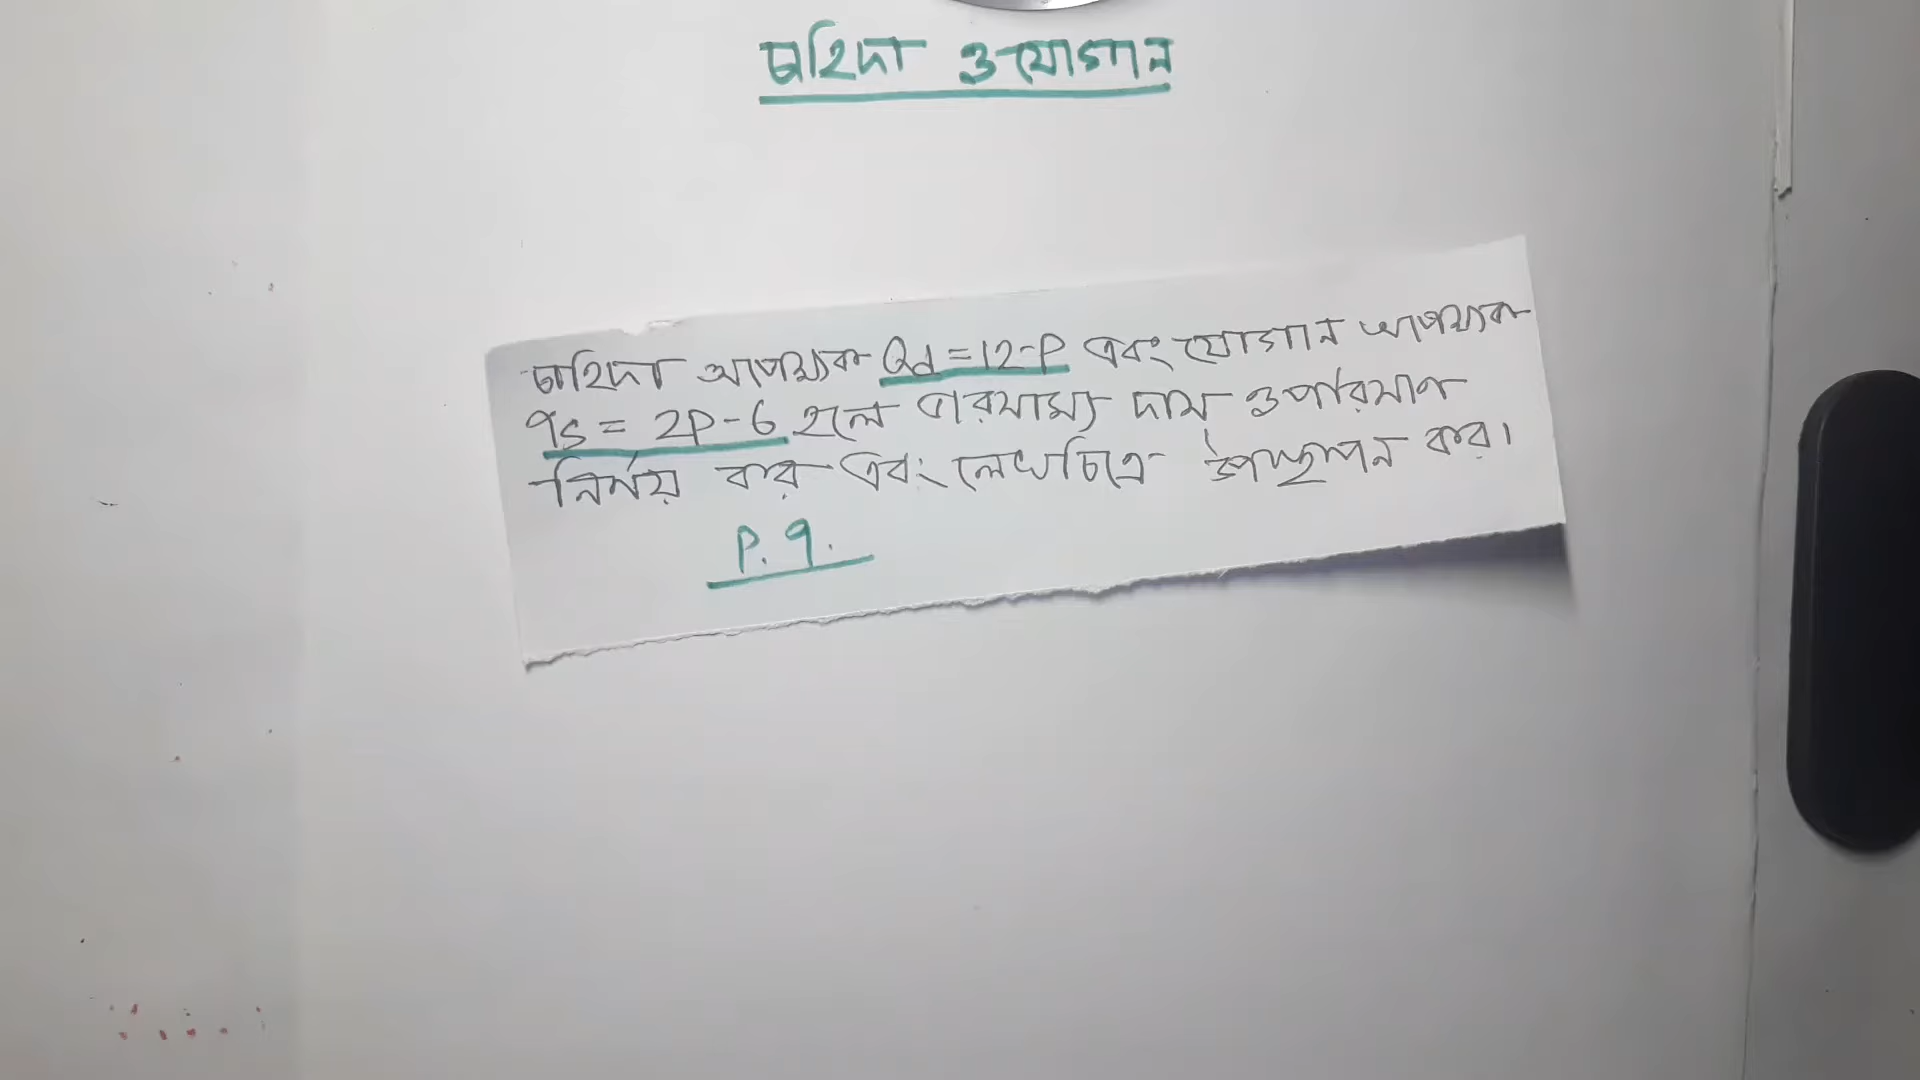 চাহিদা ও যোগান
চাহিদা অপেক্ষক Qd = 12-P এবং যোগান অপেক্ষক
qs = 2P-6 হলে ভারসাম্য দাম ও পরিমাণ
নির্ণয় কর এবং লেখচিত্রে উপস্থাপন কর।
P. q.